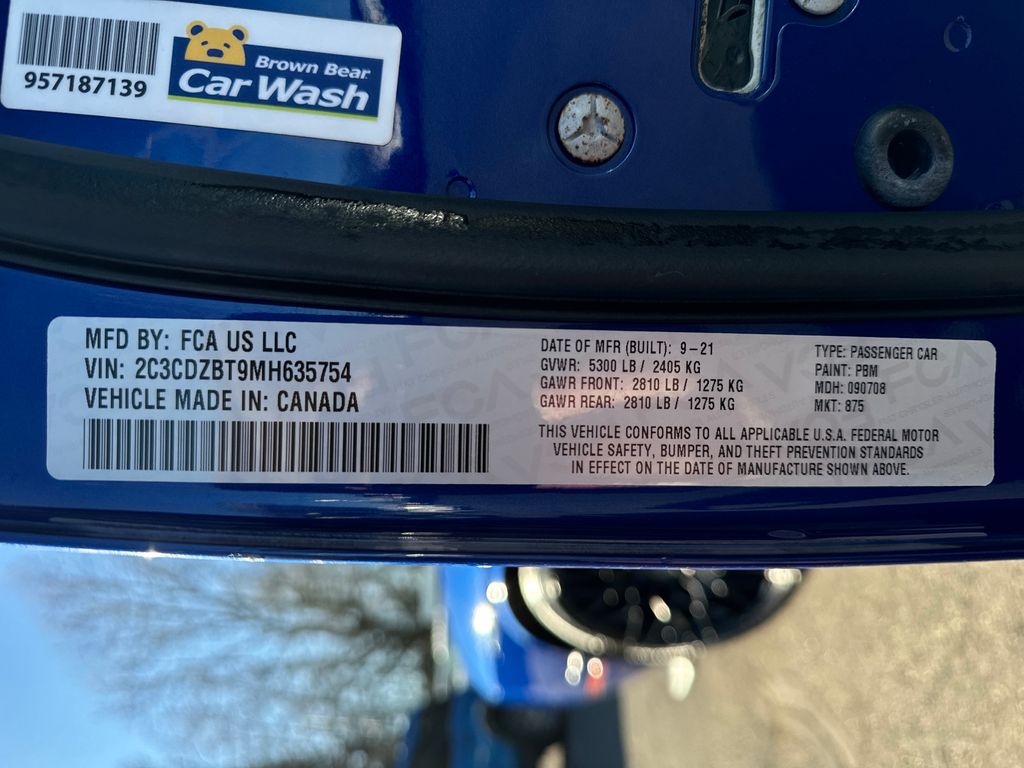 957187139
Brown Bear
Car Wash
MFD BY: FCA US LLC
VIN: 2C3CDZBT9MH635754
VEHICLE MADE IN: CANADA
DATE OF MFR (BUILT): 9-21
GVWR: 5300 LB / 2405 KG
GAWR FRONT: 2810 LB / 1275 KG
GAWR REAR: 2810 LB / 1275 KG
TYPE: PASSENGER CAR
PAINT: PBM
MDH: 090708
MKT: 875
THIS VEHICLE CONFORMS TO ALL APPLICABLE U.S.A. FEDERAL MOTOR
VEHICLE SAFETY, BUMPER, AND THEFT PREVENTION STANDARDS
IN EFFECT ON THE DATE OF MANUFACTURE SHOWN ABOVE.